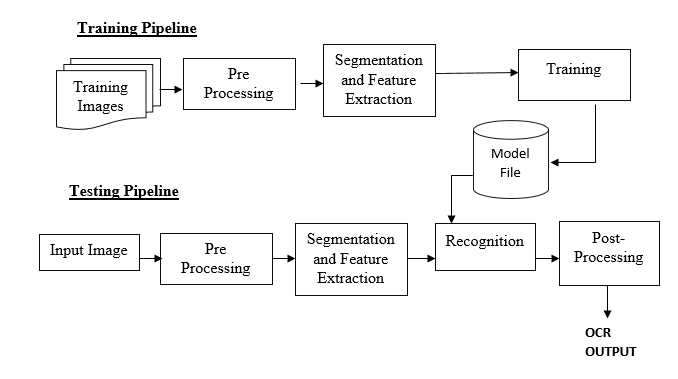 Training Pipeline
Training
Images
Pre
Processing
Segmentation
and Feature
Extraction
Training
Model
File
Testing Pipeline
Input Image
Pre
Processing
Segmentation
and Feature
Extraction
Recognition
Post-
Processing
OCR
OUTPUT